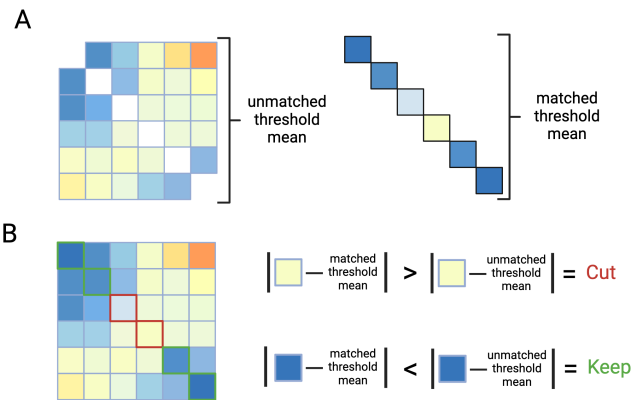 A
unmatched
threshold
mean
matched
threshold
mean
B
| — matched threshold mean | > | — unmatched threshold mean | = Cut
| — matched threshold mean | < | — unmatched threshold mean | = Keep